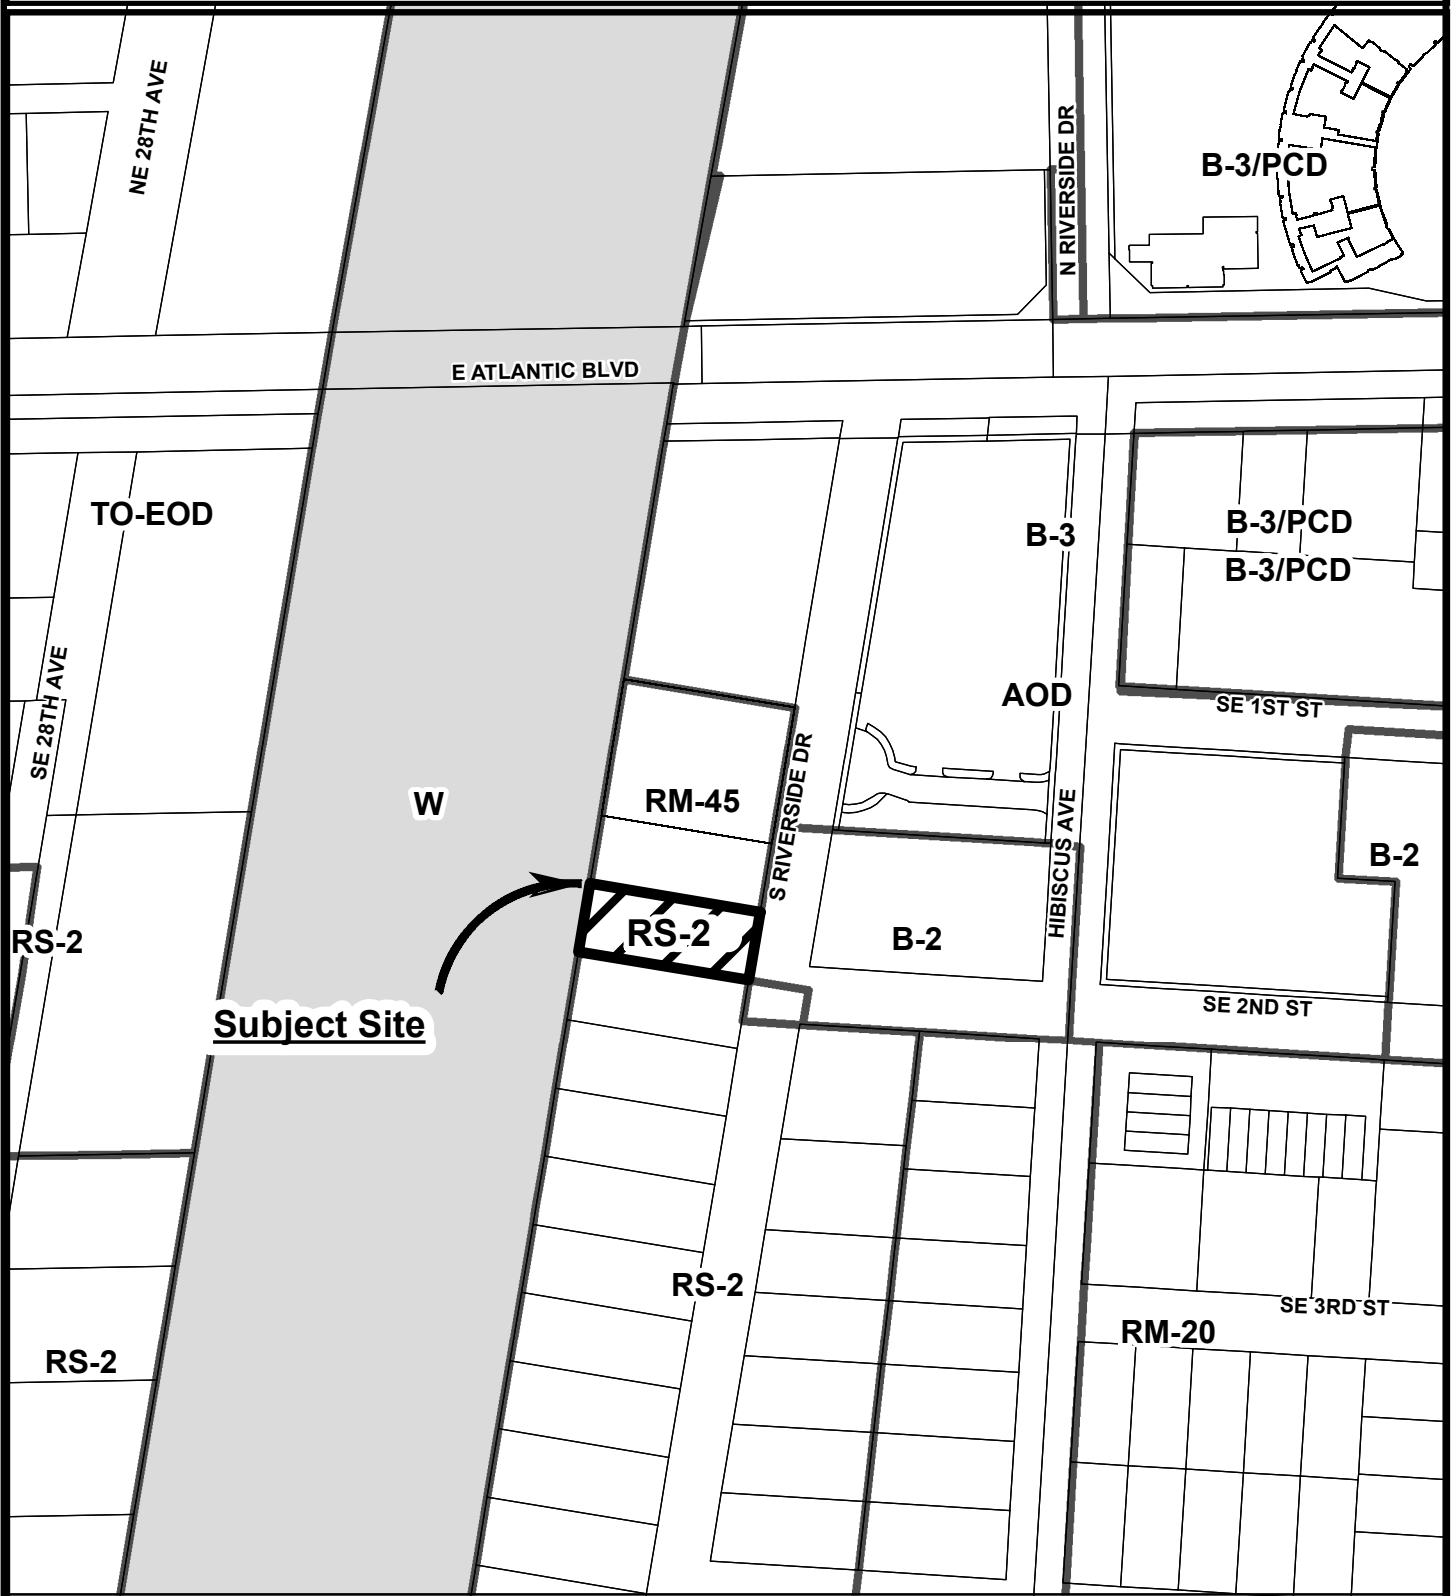 NE 28TH AVE
N RIVERSIDE DR
B-3/PCD
E ATLANTIC BLVD
TO-EOD
B-3
B-3/PCD
B-3/PCD
SE 28TH AVE
AOD
SE 1ST ST
W
RM-45
S RIVERSIDE DR
HIBISCUS AVE
B-2
RS-2
RS-2
B-2
SE 2ND ST
Subject Site
RS-2
SE 3RD ST
RM-20
RS-2